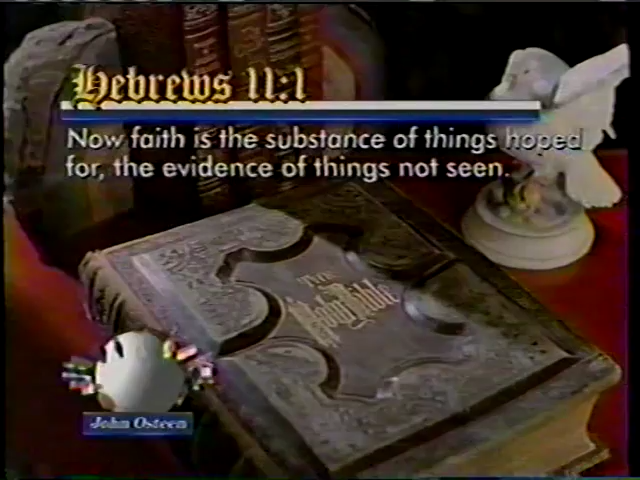 Hebrews 11:1
Now faith is the substance of things hoped
for, the evidence of things not seen.
The
Holy Bible
John Osteen